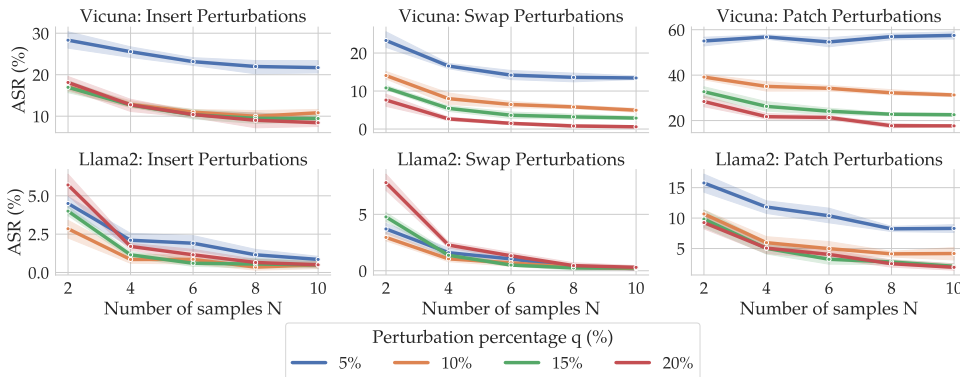 Vicuna: Insert Perturbations
Vicuna: Swap Perturbations
Vicuna: Patch Perturbations
ASR (%)
30
20
10
20
10
0
60
40
20
Llama2: Insert Perturbations
Llama2: Swap Perturbations
Llama2: Patch Perturbations
ASR (%)
5.0
2.5
0.0
5
0
15
10
5
2 4 6 8 10
2 4 6 8 10
2 4 6 8 10
Number of samples N
Number of samples N
Number of samples N
Perturbation percentage q (%)
5% 10% 15% 20%